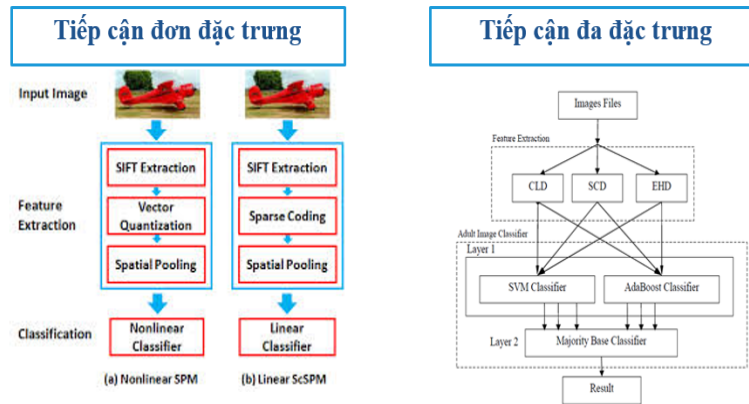 Tiếp cận đơn đặc trưng
Input Image
SIFT Extraction
SIFT Extraction
Feature
Extraction
Vector
Quantization
Sparse Coding
Spatial Pooling
Spatial Pooling
Classification
Nonlinear
Classifier
Linear
Classifier
(a) Nonlinear SPM
(b) Linear ScSPM
Tiếp cận đa đặc trưng
Images Files
Feature Extraction
CLD
SCD
EHD
Adult Image Classifier
Layer 1
SVM Classifier
AdaBoost Classifier
Layer 2
Majority Base Classifier
Result